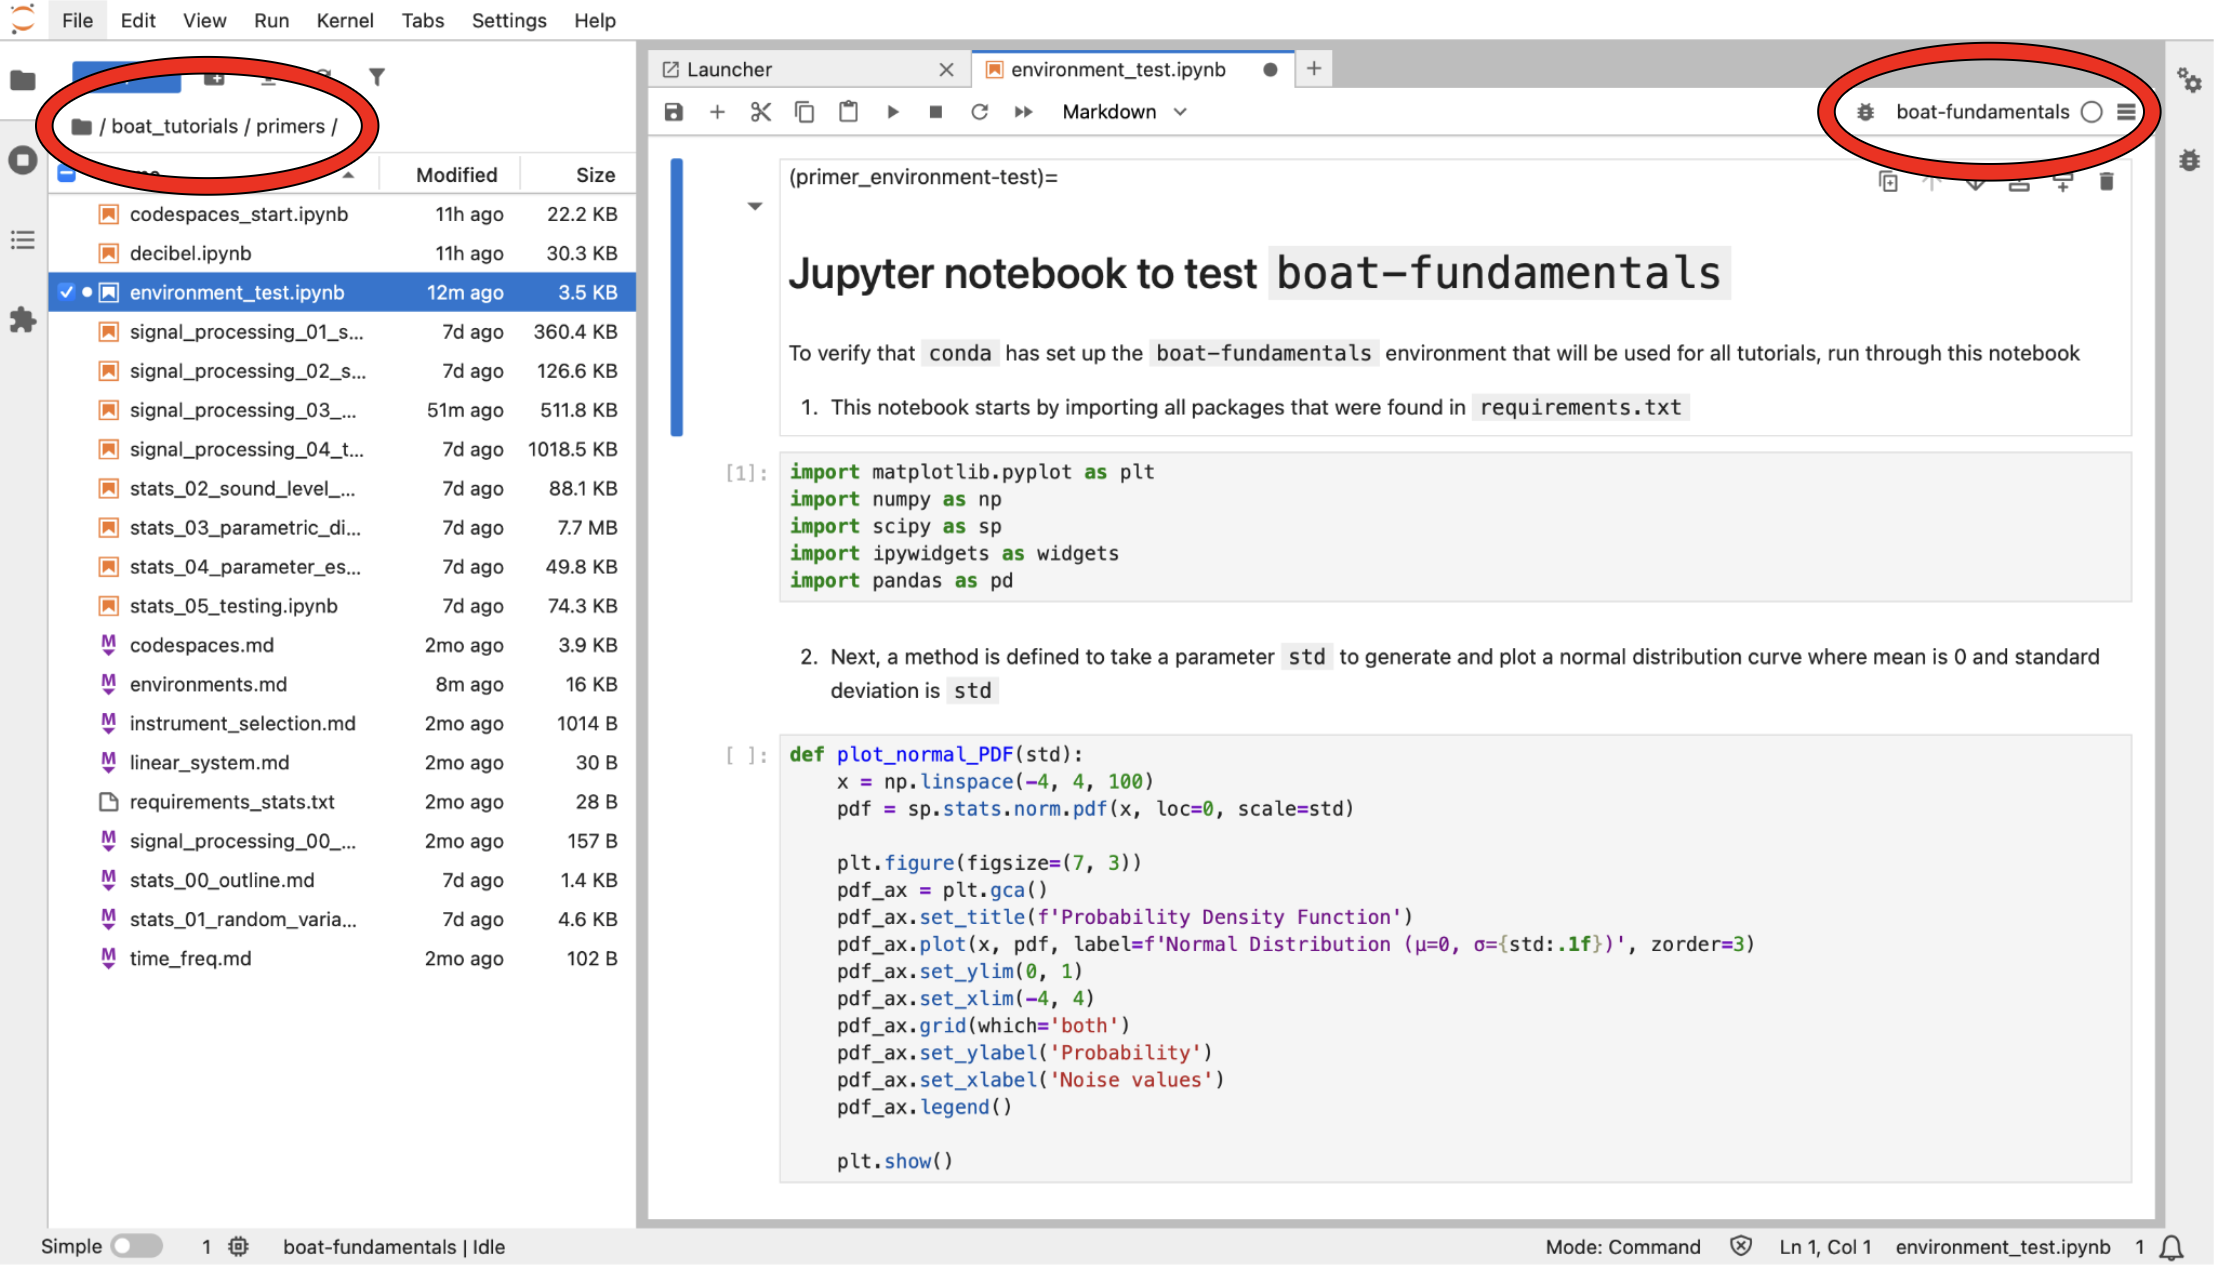 File Edit View Run Kernel Tabs Settings Help
/ boat_tutorials / primers /
Modified Size
codespaces_start.ipynb 11h ago 22.2 KB
decibel.ipynb 11h ago 30.3 KB
environment_test.ipynb 12m ago 3.5 KB
signal_processing_01_s... 7d ago 360.4 KB
signal_processing_02_s... 7d ago 126.6 KB
signal_processing_03_... 51m ago 511.8 KB
signal_processing_04_t... 7d ago 1018.5 KB
stats_02_sound_level_... 7d ago 88.1 KB
stats_03_parametric_di... 7d ago 7.7 MB
stats_04_parameter_es... 7d ago 49.8 KB
stats_05_testing.ipynb 7d ago 74.3 KB
codespaces.md 2mo ago 3.9 KB
environments.md 8m ago 16 KB
instrument_selection.md 2mo ago 1014 B
linear_system.md 2mo ago 30 B
requirements_stats.txt 2mo ago 28 B
signal_processing_00_... 2mo ago 157 B
stats_00_outline.md 7d ago 1.4 KB
stats_01_random_varia... 7d ago 4.6 KB
time_freq.md 2mo ago 102 B
Launcher environment_test.ipynb
Markdown boat-fundamentals
(primer_environment-test)=
Jupyter notebook to test boat-fundamentals
To verify that conda has set up the boat-fundamentals environment that will be used for all tutorials, run through this notebook
1. This notebook starts by importing all packages that were found in requirements.txt
[1]: import matplotlib.pyplot as plt
import numpy as np
import scipy as sp
import ipywidgets as widgets
import pandas as pd
2. Next, a method is defined to take a parameter std to generate and plot a normal distribution curve where mean is 0 and standard
deviation is std
[ ]: def plot_normal_PDF(std):
x = np.linspace(-4, 4, 100)
pdf = sp.stats.norm.pdf(x, loc=0, scale=std)
plt.figure(figsize=(7, 3))
pdf_ax = plt.gca()
pdf_ax.set_title(f'Probability Density Function')
pdf_ax.plot(x, pdf, label=f'Normal Distribution (μ=0, σ={std:.1f})', zorder=3)
pdf_ax.set_ylim(0, 1)
pdf_ax.set_xlim(-4, 4)
pdf_ax.grid(which='both')
pdf_ax.set_ylabel('Probability')
pdf_ax.set_xlabel('Noise values')
pdf_ax.legend()
plt.show()
Simple 1 boat-fundamentals | Idle Mode: Command Ln 1, Col 1 environment_test.ipynb 1